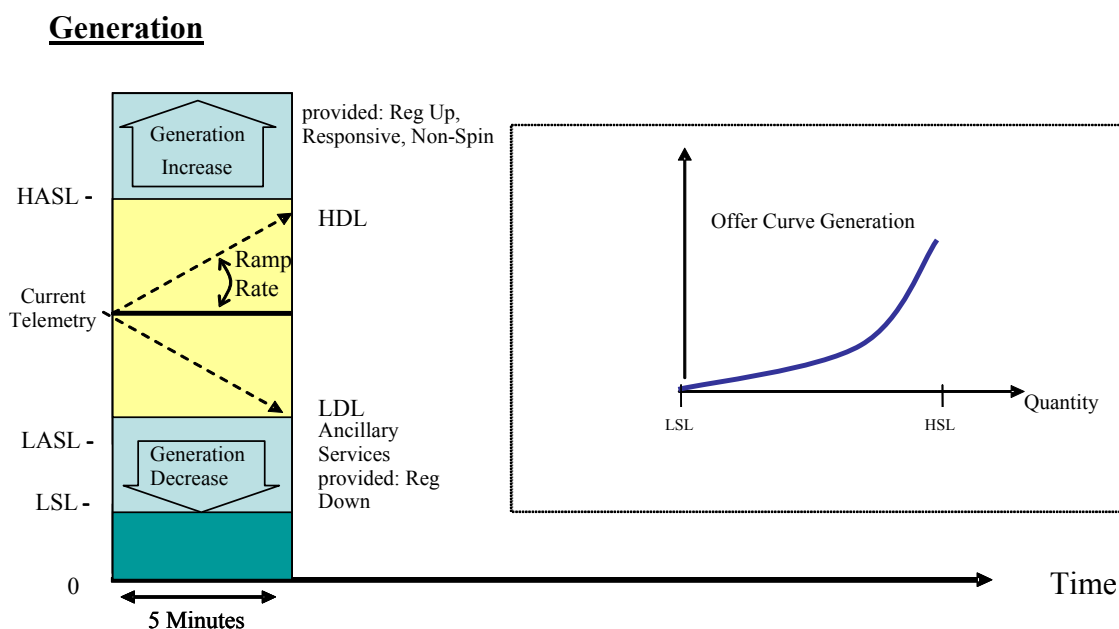 Generation
provided: Reg Up,
Responsive, Non-Spin
Generation
Increase
HASL -
HDL
Ramp
Rate
Current
Telemetry
LDL
Ancillary
Services
provided: Reg
Down
LASL -
Generation
Decrease
LSL -
0
5 Minutes
Time
Offer Curve Generation
Quantity
LSL
HSL